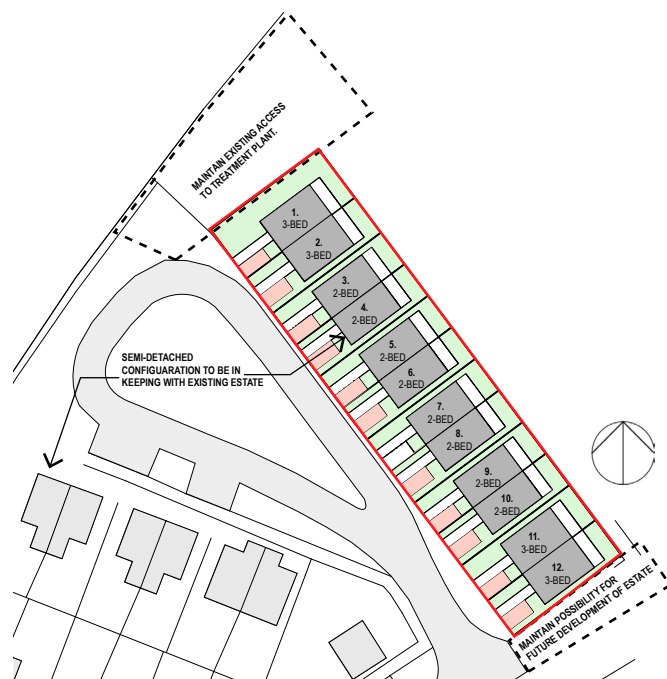 MAINTAIN EXISTING ACCESS
TO TREATMENT PLANT.
1.
3-BED
2.
3-BED
3.
2-BED
4.
2-BED
SEMI-DETACHED
CONFIGUARATION TO BE IN
KEEPING WITH EXISTING ESTATE
5.
2-BED
6.
2-BED
7.
2-BED
8.
2-BED
9.
2-BED
10.
2-BED
11.
3-BED
12.
3-BED
MAINTAIN POSSIBILITY FOR
FUTURE DEVELOPMENT OF ESTATE